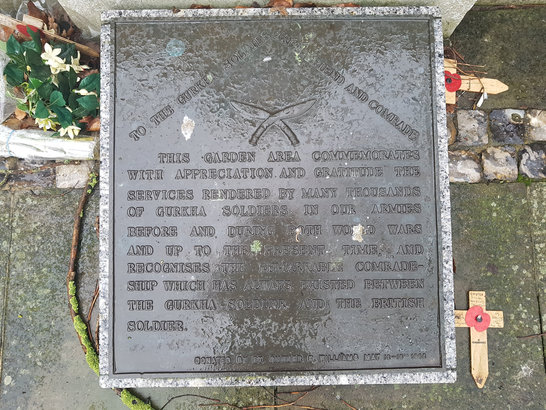 TO THE GURKHA SOLDIER FRIEND AND COMRADE
THIS GARDEN AREA COMMEMORATES
WITH APPRECIATION AND GRATITUDE THE
SERVICES RENDERED BY MANY THOUSANDS
OF GURKHA SOLDIERS IN OUR ARMIES
BEFORE AND DURING BOTH WORLD WARS
AND UP TO THE PRESENT TIME, AND
RECOGNISES THE REMARKABLE COMRADE-
SHIP WHICH HAS ALWAYS EXISTED BETWEEN
THE GURKHA SOLDIER AND THE BRITISH
SOLDIER.
WILLIAMS MAY